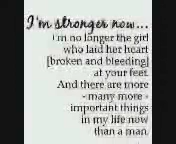 I'm stronger now...
I'm no longer the girl
who laid her heart
[broken and bleeding]
at your feet.
And there are more
- many more -
important things
in my life now
than a man.